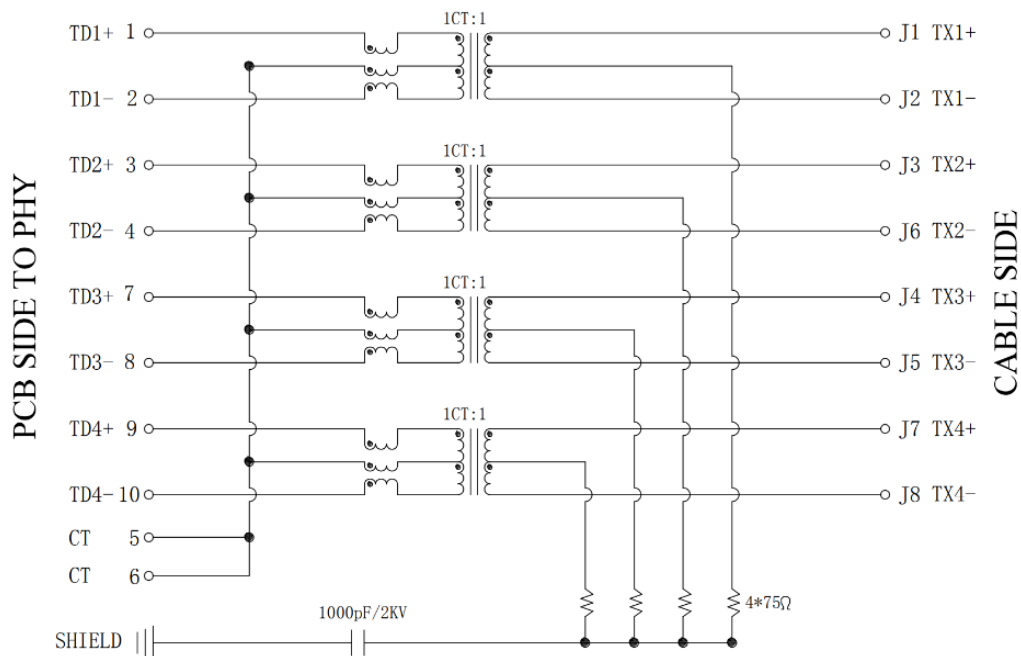 1CT:1
TD1+ 1
J1 TX1+
TD1- 2
J2 TX1-
1CT:1
TD2+ 3
J3 TX2+
TD2- 4
J6 TX2-
PCB SIDE TO PHY
CABLE SIDE
1CT:1
TD3+ 7
J4 TX3+
TD3- 8
J5 TX3-
1CT:1
TD4+ 9
J7 TX4+
TD4- 10
J8 TX4-
CT 5
CT 6
1000pF/2KV
4*75Ω
SHIELD